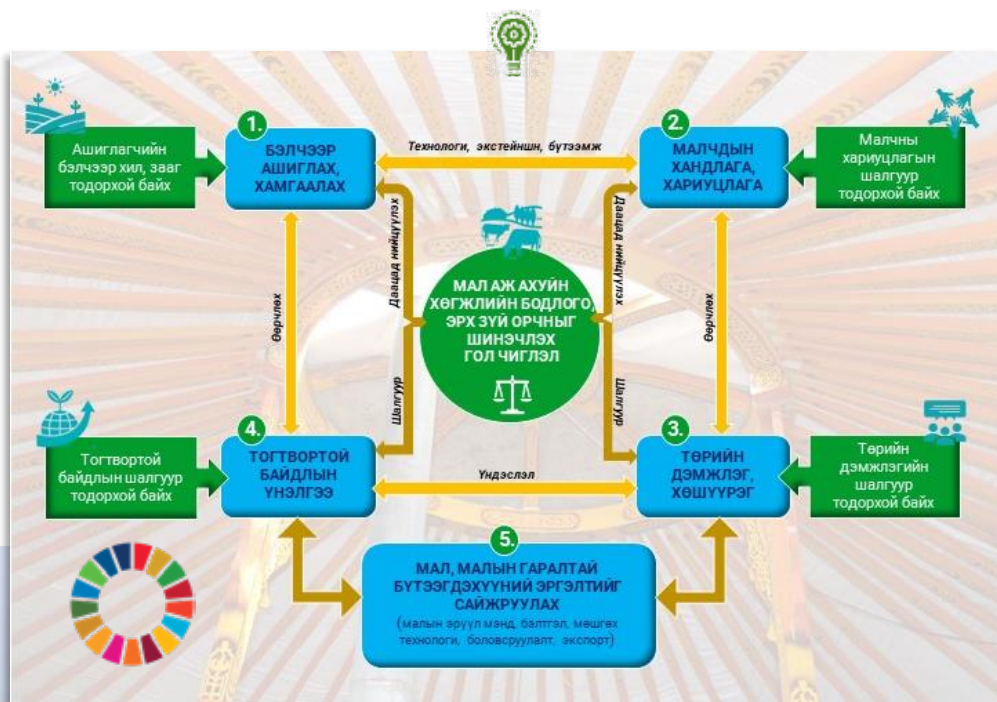 1.
БЭЛЧЭЭР
АШИГЛАХ,
ХАМГААЛАХ
Ашиглагчийн
бэлчээр хил, зааг
тодорхой байх
Технологи, экстейншн, бүтээмж
2.
МАЛЧДЫН
ХАНДЛАГА,
ХАРИУЦЛАГА
Малчны
хариуцлагын
шалгуур
тодорхой байх
Өөрчлөх
Даацад нийцүүлэх
Шалгуур
МАЛ АЖ АХУЙН
ХӨГЖЛИЙН БОДЛОГО,
ЭРХ ЗҮЙ ОРЧНЫГ
ШИНЭЧЛЭХ
ГОЛ ЧИГЛЭЛ
Даацад нийцүүлэх
Шалгуур
Өөрчлөх
4.
ТОГТВОРТОЙ
БАЙДЛЫН
ҮНЭЛГЭЭ
Тогтвортой
байдлын шалгуур
тодорхой байх
Үндэслэл
3.
ТӨРИЙН
ДЭМЖЛЭГ,
ХӨШҮҮРЭГ
Төрийн
дэмжлэгийн
шалгуур
тодорхой байх
5.
МАЛ, МАЛЫН ГАРАЛТАЙ
БҮТЭЭГДЭХҮҮНИЙ ЭРГЭЛТИЙГ
САЙЖРУУЛАХ
(малын эрүүл мэнд, бэлтгэл, мөшгөх
технологи, боловсруулалт, экспорт)